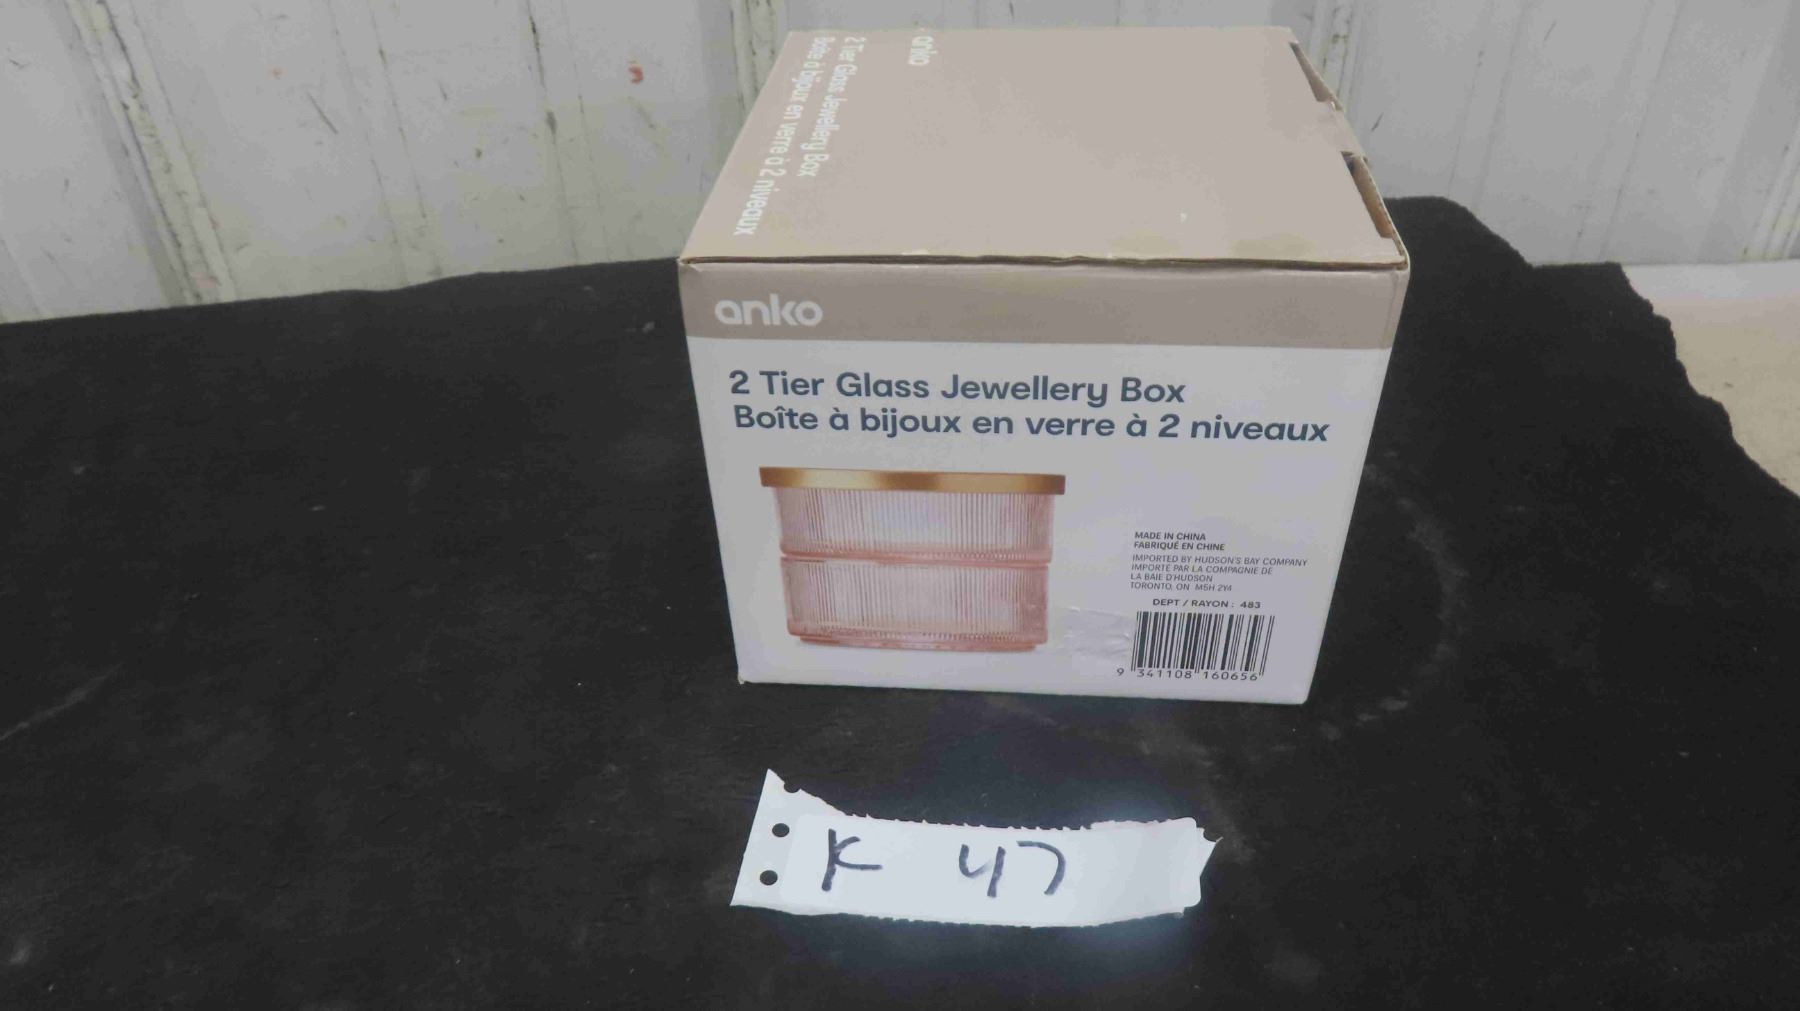 anko
2 Tier Glass Jewellery Box
Boîte à bijoux en verre à 2 niveaux
anko
2 Tier Glass Jewellery Box
Boîte à bijoux en verre à 2 niveaux
MADE IN CHINA
FABRIQUÉ EN CHINE
IMPORTED BY HUDSON'S BAY COMPANY
IMPORTÉ PAR LA COMPAGNIE DE
LA BAIE D'HUDSON
TORONTO, ON M5H 2Y4
DEPT / RAYON : 483
9 341108 160656
K 47